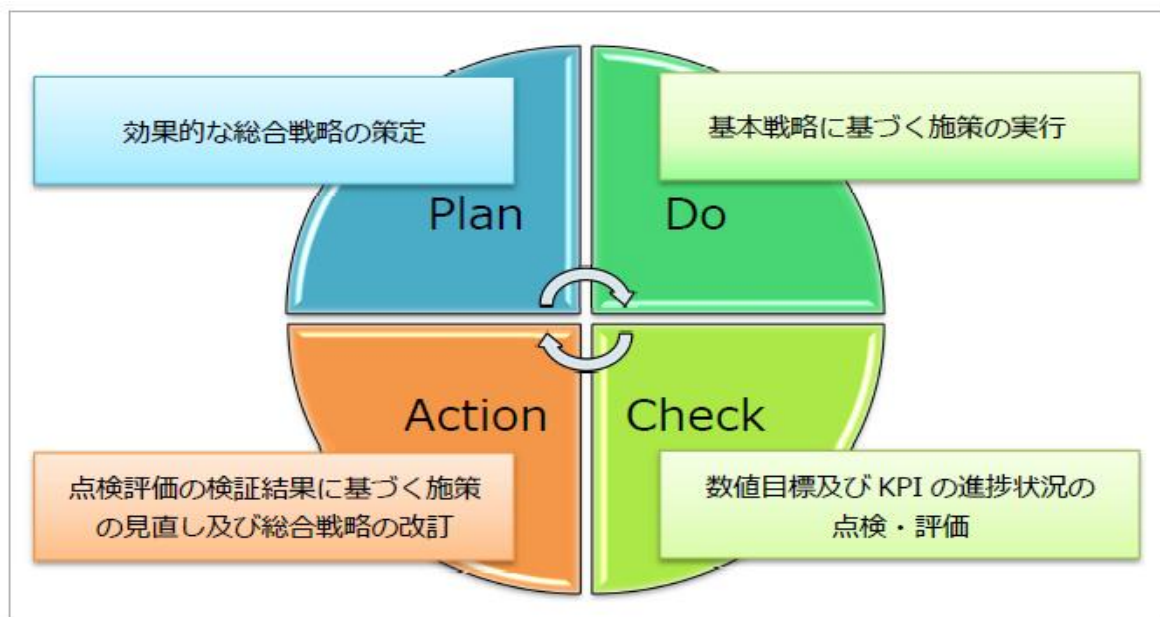 効果的な総合戦略の策定
Plan
基本戦略に基づく施策の実行
Do
Action
点検評価の検証結果に基づく施策
の見直し及び総合戦略の改訂
Check
数値目標及び KPI の進捗状況の
点検・評価